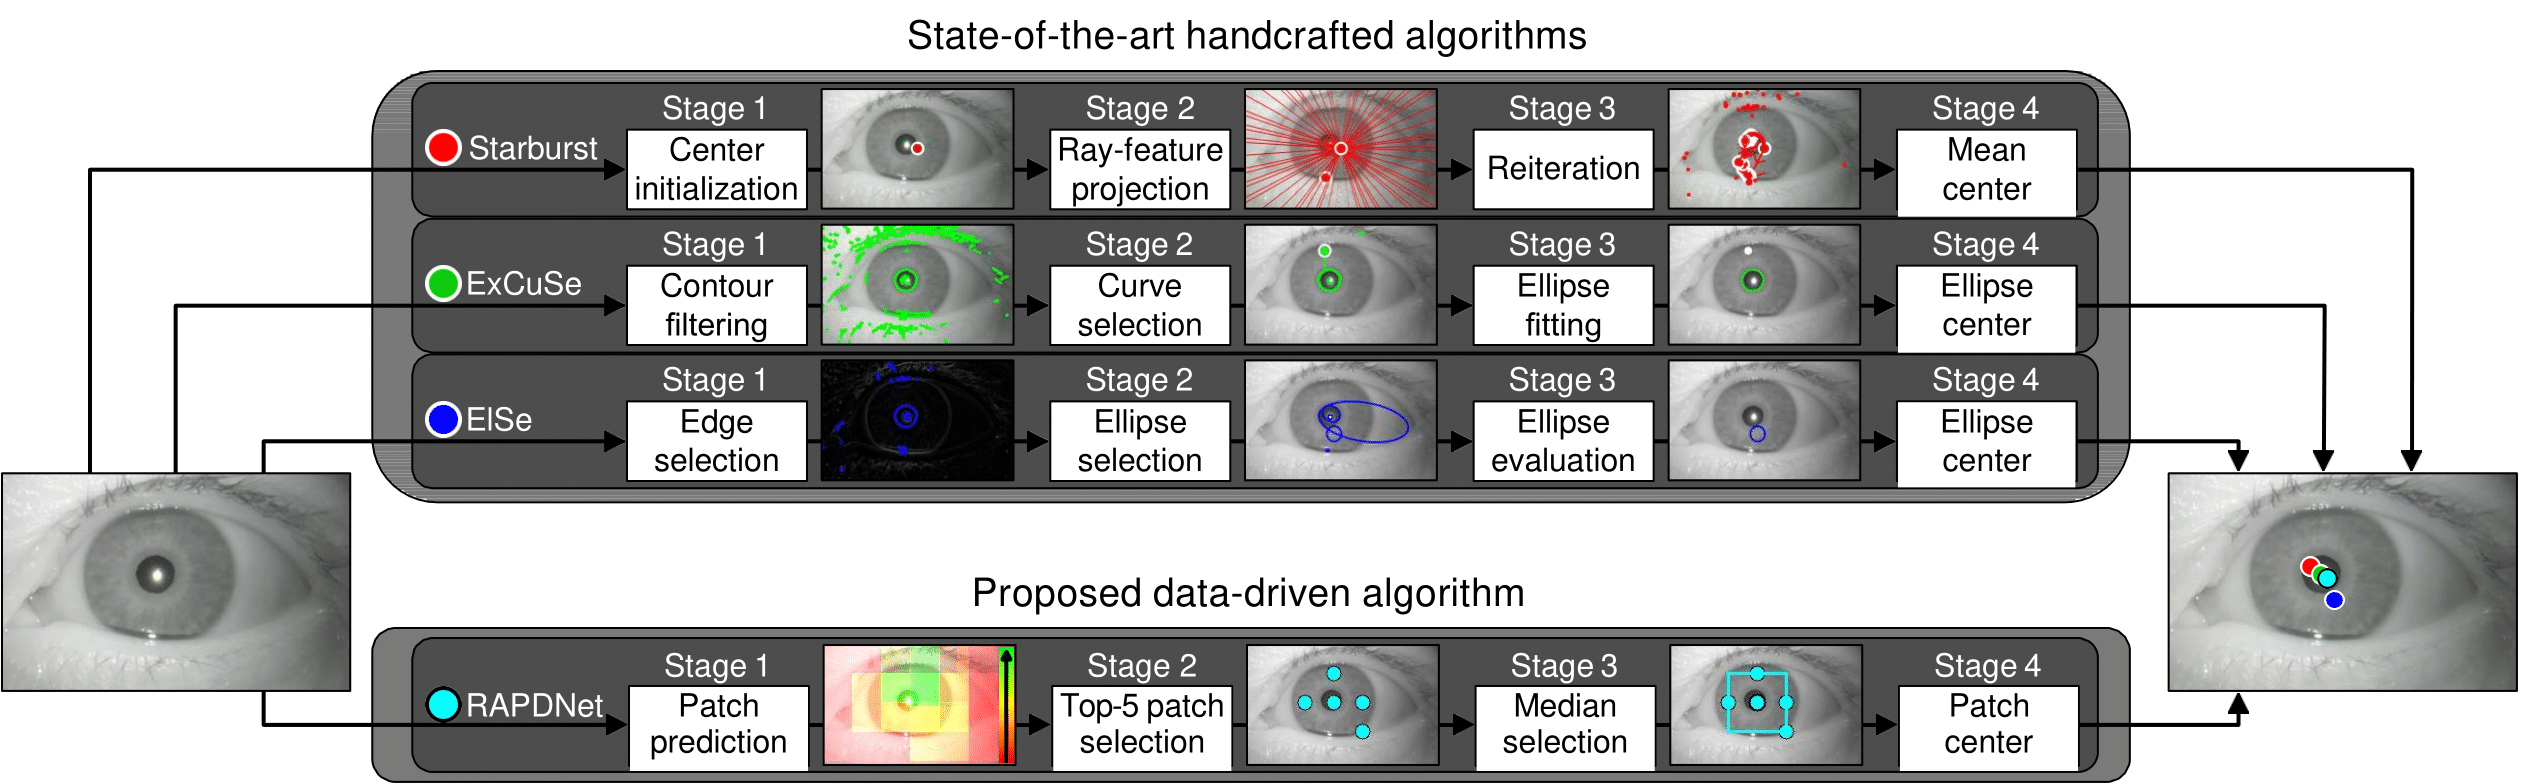 State-of-the-art handcrafted algorithms
Starburst
Stage 1
Center
initialization
Stage 2
Ray-feature
projection
Stage 3
Reiteration
Stage 4
Mean
center
ExCuSe
Stage 1
Contour
filtering
Stage 2
Curve
selection
Stage 3
Ellipse
fitting
Stage 4
Ellipse
center
ElSe
Stage 1
Edge
selection
Stage 2
Ellipse
selection
Stage 3
Ellipse
evaluation
Stage 4
Ellipse
center
Proposed data-driven algorithm
RAPDNet
Stage 1
Patch
prediction
Stage 2
Top-5 patch
selection
Stage 3
Median
selection
Stage 4
Patch
center